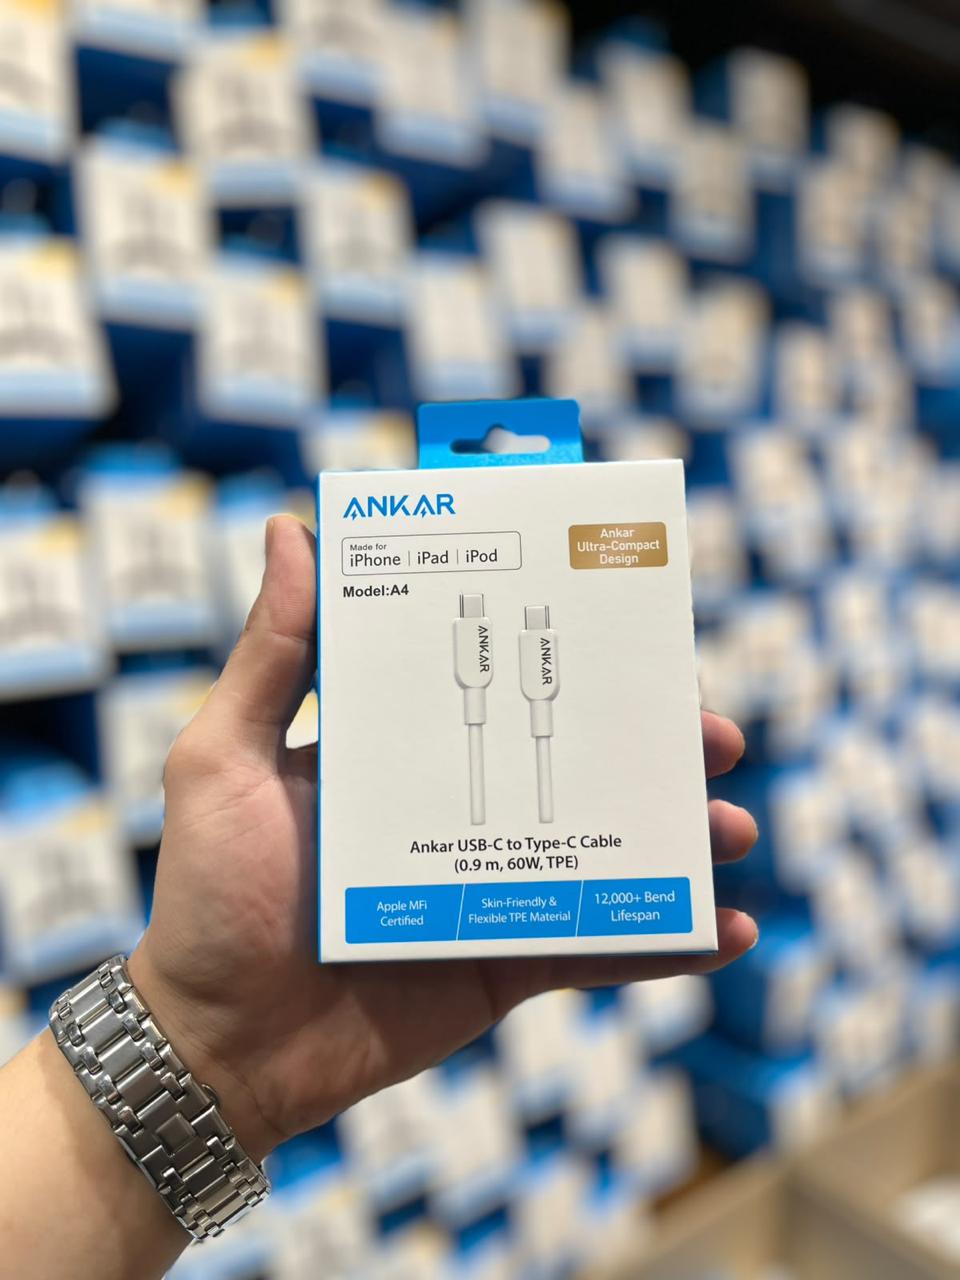 ANKAR
Made for
iPhone | iPad | iPod
Ankar
Ultra-Compact
Design
Model:A4
ANKAR
ANKAR
Ankar USB-C to Type-C Cable
(0.9 m, 60W, TPE)
Apple MFi
Certified
Skin-Friendly &
Flexible TPE Material
12,000+ Bend
Lifespan